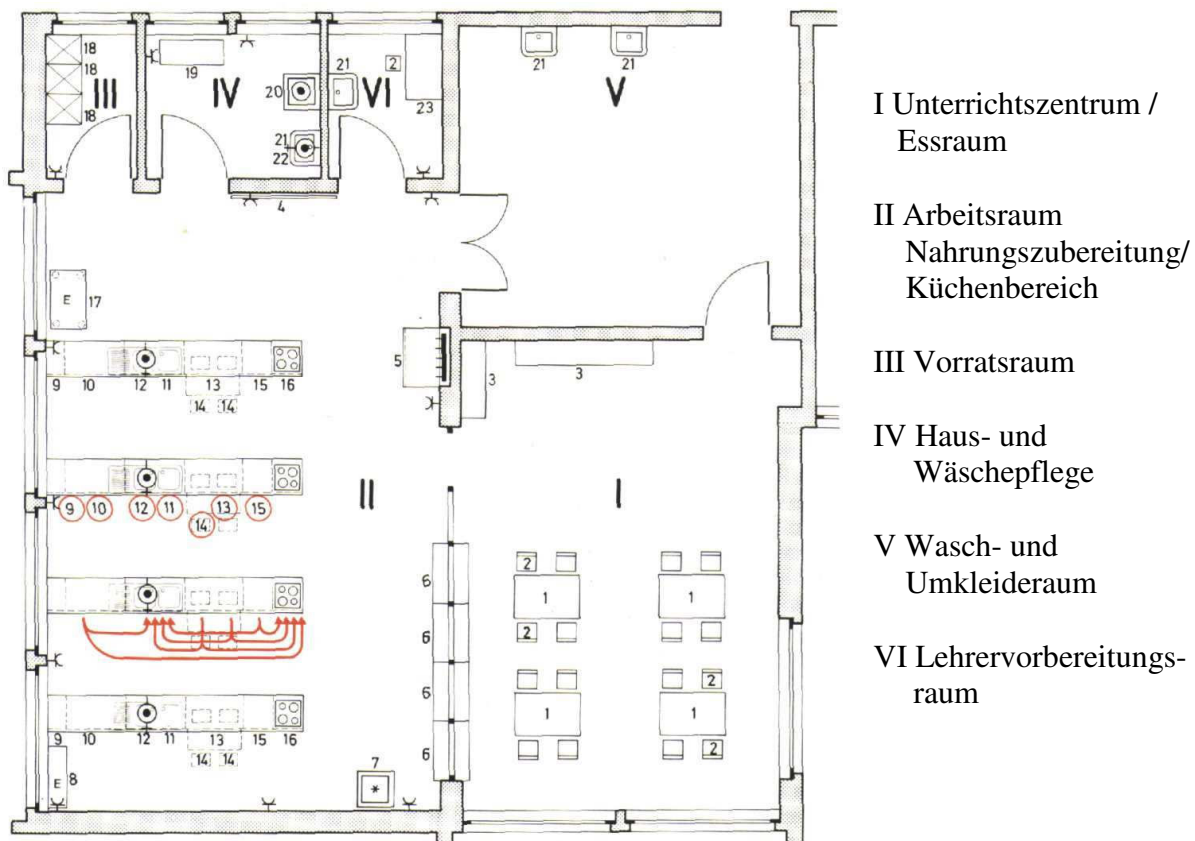 18
18
18
III
19
IV
20
21
22
21
VI
2
23
21
21
V
4
E
17
5
3
3
9 10 12 11 13 15 16
14 14
II
I
9 10 12 11 13 15
14
6
6
6
6
2
1
1
2
2
1
1
2
9 10 12 11 13 15 16
14 14
E
8
7
*
I Unterrichtszentrum /
Essraum
II Arbeitsraum
Nahrungszubereitung/
Küchenbereich
III Vorratsraum
IV Haus- und
Wäschepflege
V Wasch- und
Umkleideraum
VI Lehrervorbereitungs-
raum